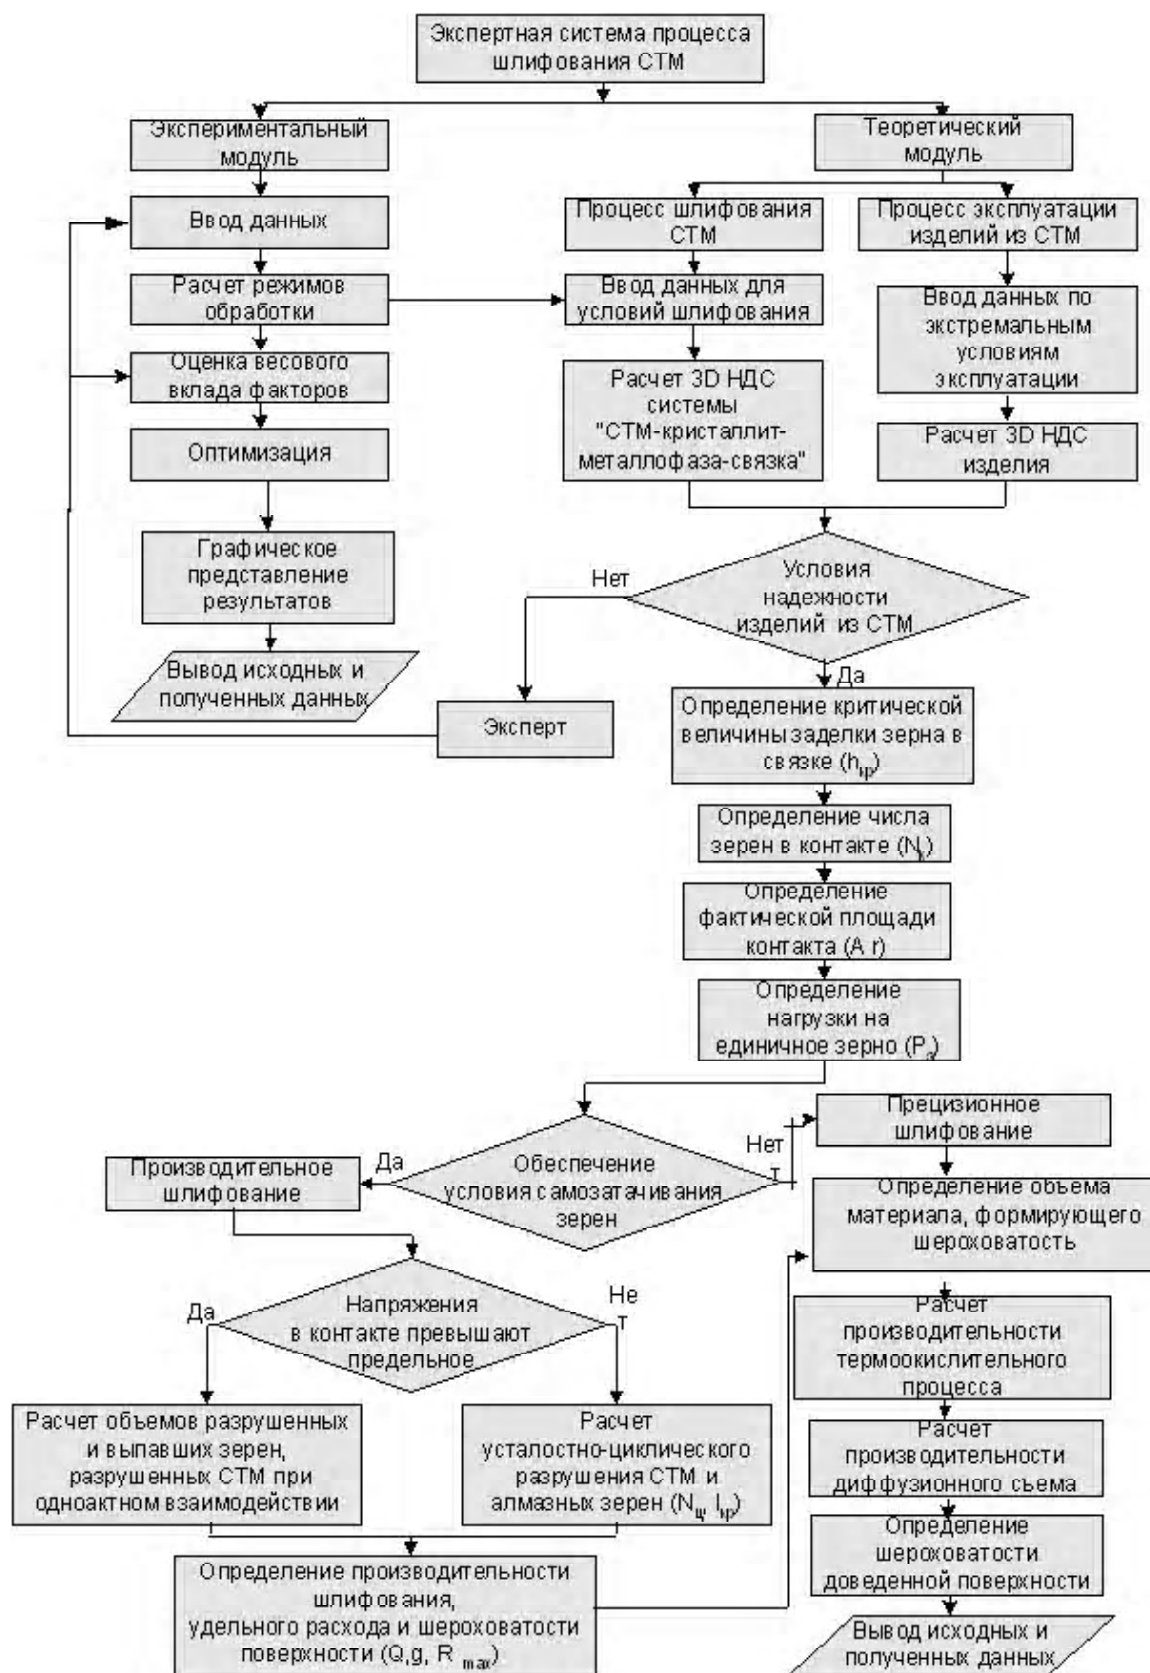 Экспертная система процесса
шлифования СТМ
Экспериментальный
модуль
Теоретический
модуль
Ввод данных
Процесс шлифования
СТМ
Процесс эксплуатации
изделий из СТМ
Расчет режимов
обработки
Ввод данных для
условий шлифования
Ввод данных по
экстремальным
условиям
эксплуатации
Оценка весового
вклада факторов
Расчет 3D НДС
системы
"СТМ-кристаллит-
металлофаза-связка"
Оптимизация
Расчет 3D НДС
изделия
Графическое
представление
результатов
Нет
Условия
надежности
изделий из СТМ
Вывод исходных и
полученных данных
Да
Эксперт
Определение критической
величины заделки зерна в
связке (hкр)
Определение числа
зерен в контакте (Nк)
Определение
фактической площади
контакта (A r)
Определение
нагрузки на
единичное зерно (P
Прецизионное
шлифование
Нет
т
Производительное
шлифование
Да
Обеспечение
условия самозатачивания
зерен
Определение объема
материала, формирующего
шероховатость
Да
Напряжения
в контакте превышают
предельное
Не
т
Расчет
производительности
термоокислительного
процесса
Расчет объемов разрушенных
и выпавших зерен,
разрушенных СТМ при
одноактном взаимодействии
Расчет
усталостно-циклического
разрушения СТМ и
алмазных зерен (Nц, lкр)
Расчет
производительности
диффузионного съема
Определение
шероховатости
доведенной поверхности
Определение производительности
шлифования,
удельного расхода и шероховатости
поверхности (Q,g, R max)
Вывод исходных и
полученных данных